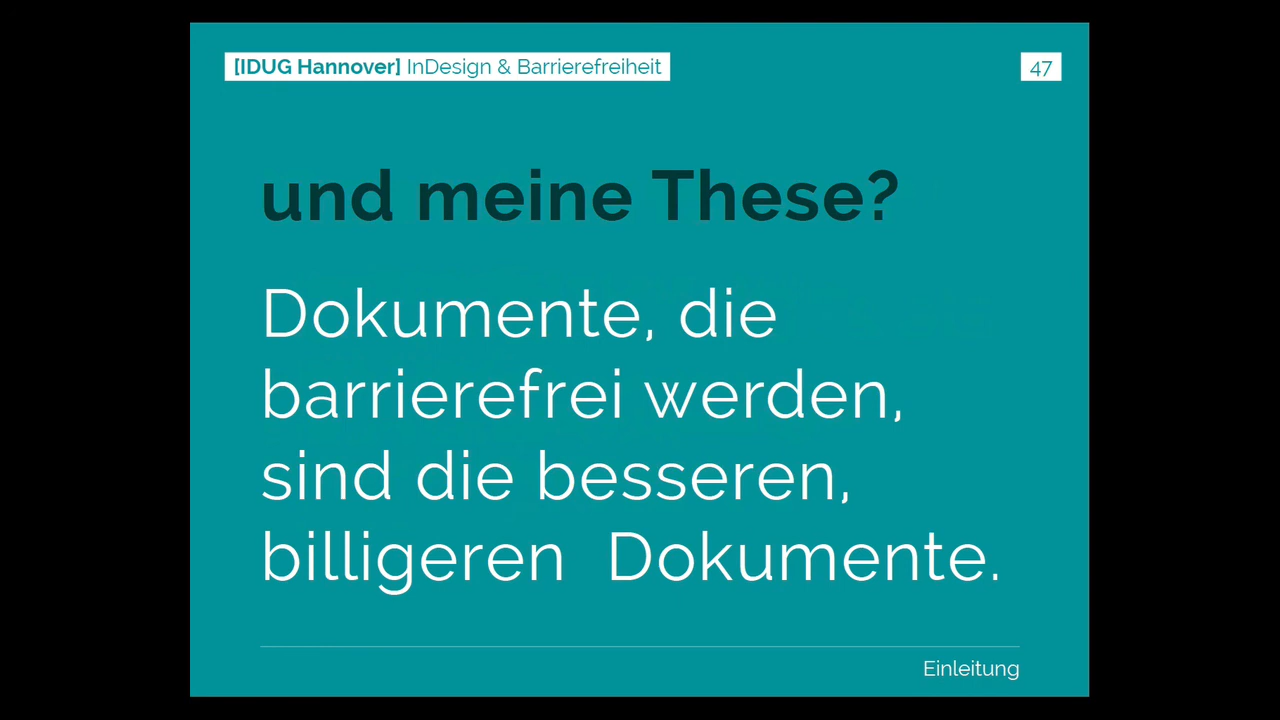 [IDUG Hannover] InDesign & Barrierefreiheit
47
und meine These?
Dokumente, die
barrierefrei werden,
sind die besseren,
billigeren  Dokumente.
Einleitung